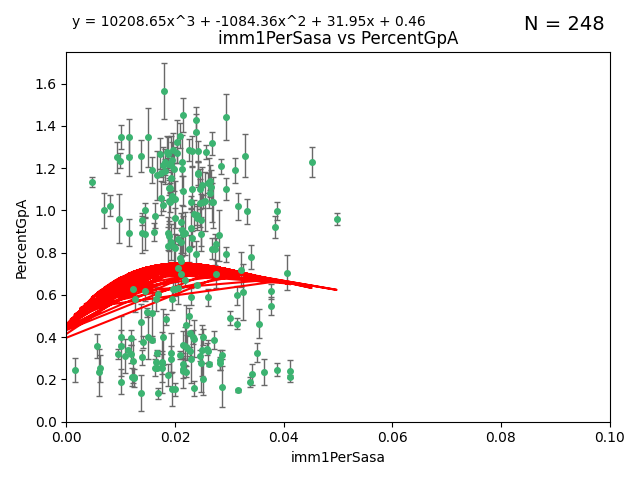 y = 10208.65x^3 + -1084.36x^2 + 31.95x + 0.46
N = 248
imm1PerSasa vs PercentGpA
PercentGpA
1.6
1.4
1.2
1.0
0.8
0.6
0.4
0.2
0.0
0.00 0.02 0.04 0.06 0.08 0.10
imm1PerSasa